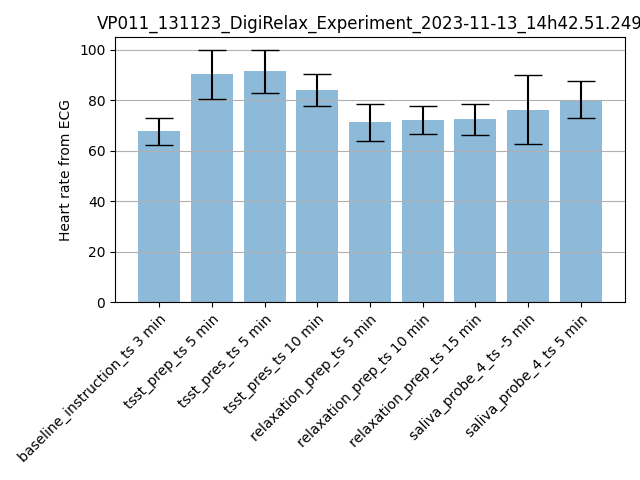 VP011_131123_DigiRelax_Experiment_2023-11-13_14h42.51.249
Heart rate from ECG
100
80
60
40
20
0
baseline_instruction_ts 3 min
tsst_prep_ts 5 min
tsst_pres_ts 5 min
tsst_pres_ts 10 min
relaxation_prep_ts 5 min
relaxation_prep_ts 10 min
relaxation_prep_ts 15 min
saliva_probe_4_ts -5 min
saliva_probe_4_ts 5 min